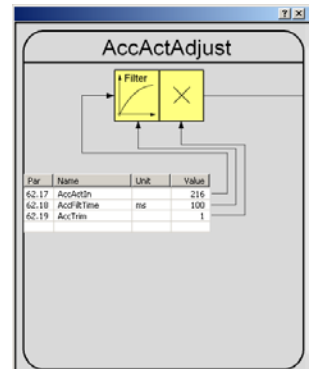 AccActAdjust
Filter
Par Name Unit Value
62.17 AccActIn 216
62.18 AccFiltTime ms 100
62.19 AccTrim 1